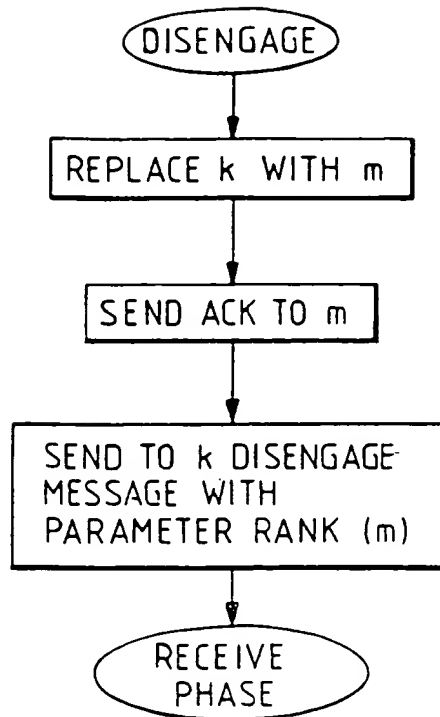 DISENGAGE
REPLACE k WITH m
SEND ACK TO m
SEND TO k DISENGAGE-
MESSAGE WITH
PARAMETER RANK (m)
RECEIVE
PHASE